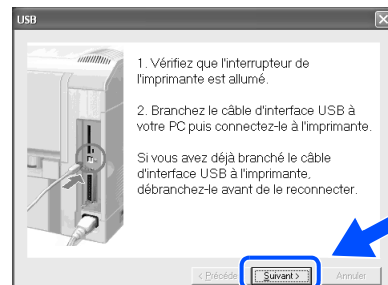 USB
1. Vérifiez que l'interrupteur de
l'imprimante est allumé.
2. Branchez le câble d'interface USB à
votre PC puis connectez-le à l'imprimante.
Si vous avez déjà branché le câble
d'interface USB à l'imprimante,
débranchez-le avant de le reconnecter.
< Précéde Suivant > Annuler